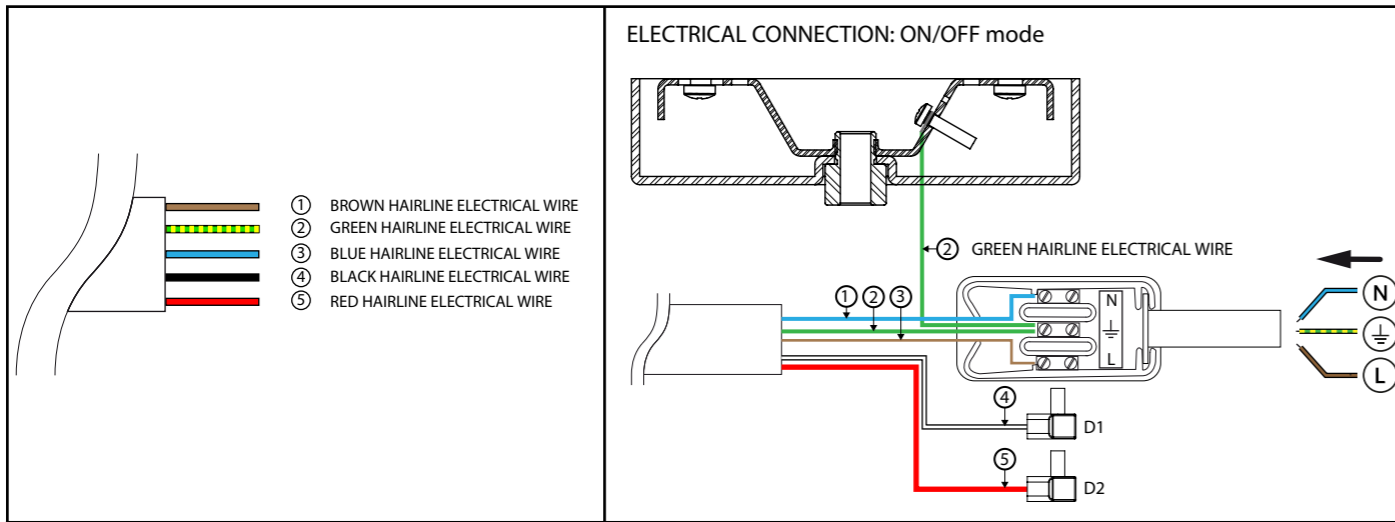 ① BROWN HAIRLINE ELECTRICAL WIRE
② GREEN HAIRLINE ELECTRICAL WIRE
③ BLUE HAIRLINE ELECTRICAL WIRE
④ BLACK HAIRLINE ELECTRICAL WIRE
⑤ RED HAIRLINE ELECTRICAL WIRE
ELECTRICAL CONNECTION: ON/OFF mode
② GREEN HAIRLINE ELECTRICAL WIRE
① ② ③
N
L
N
L
④
D1
⑤
D2